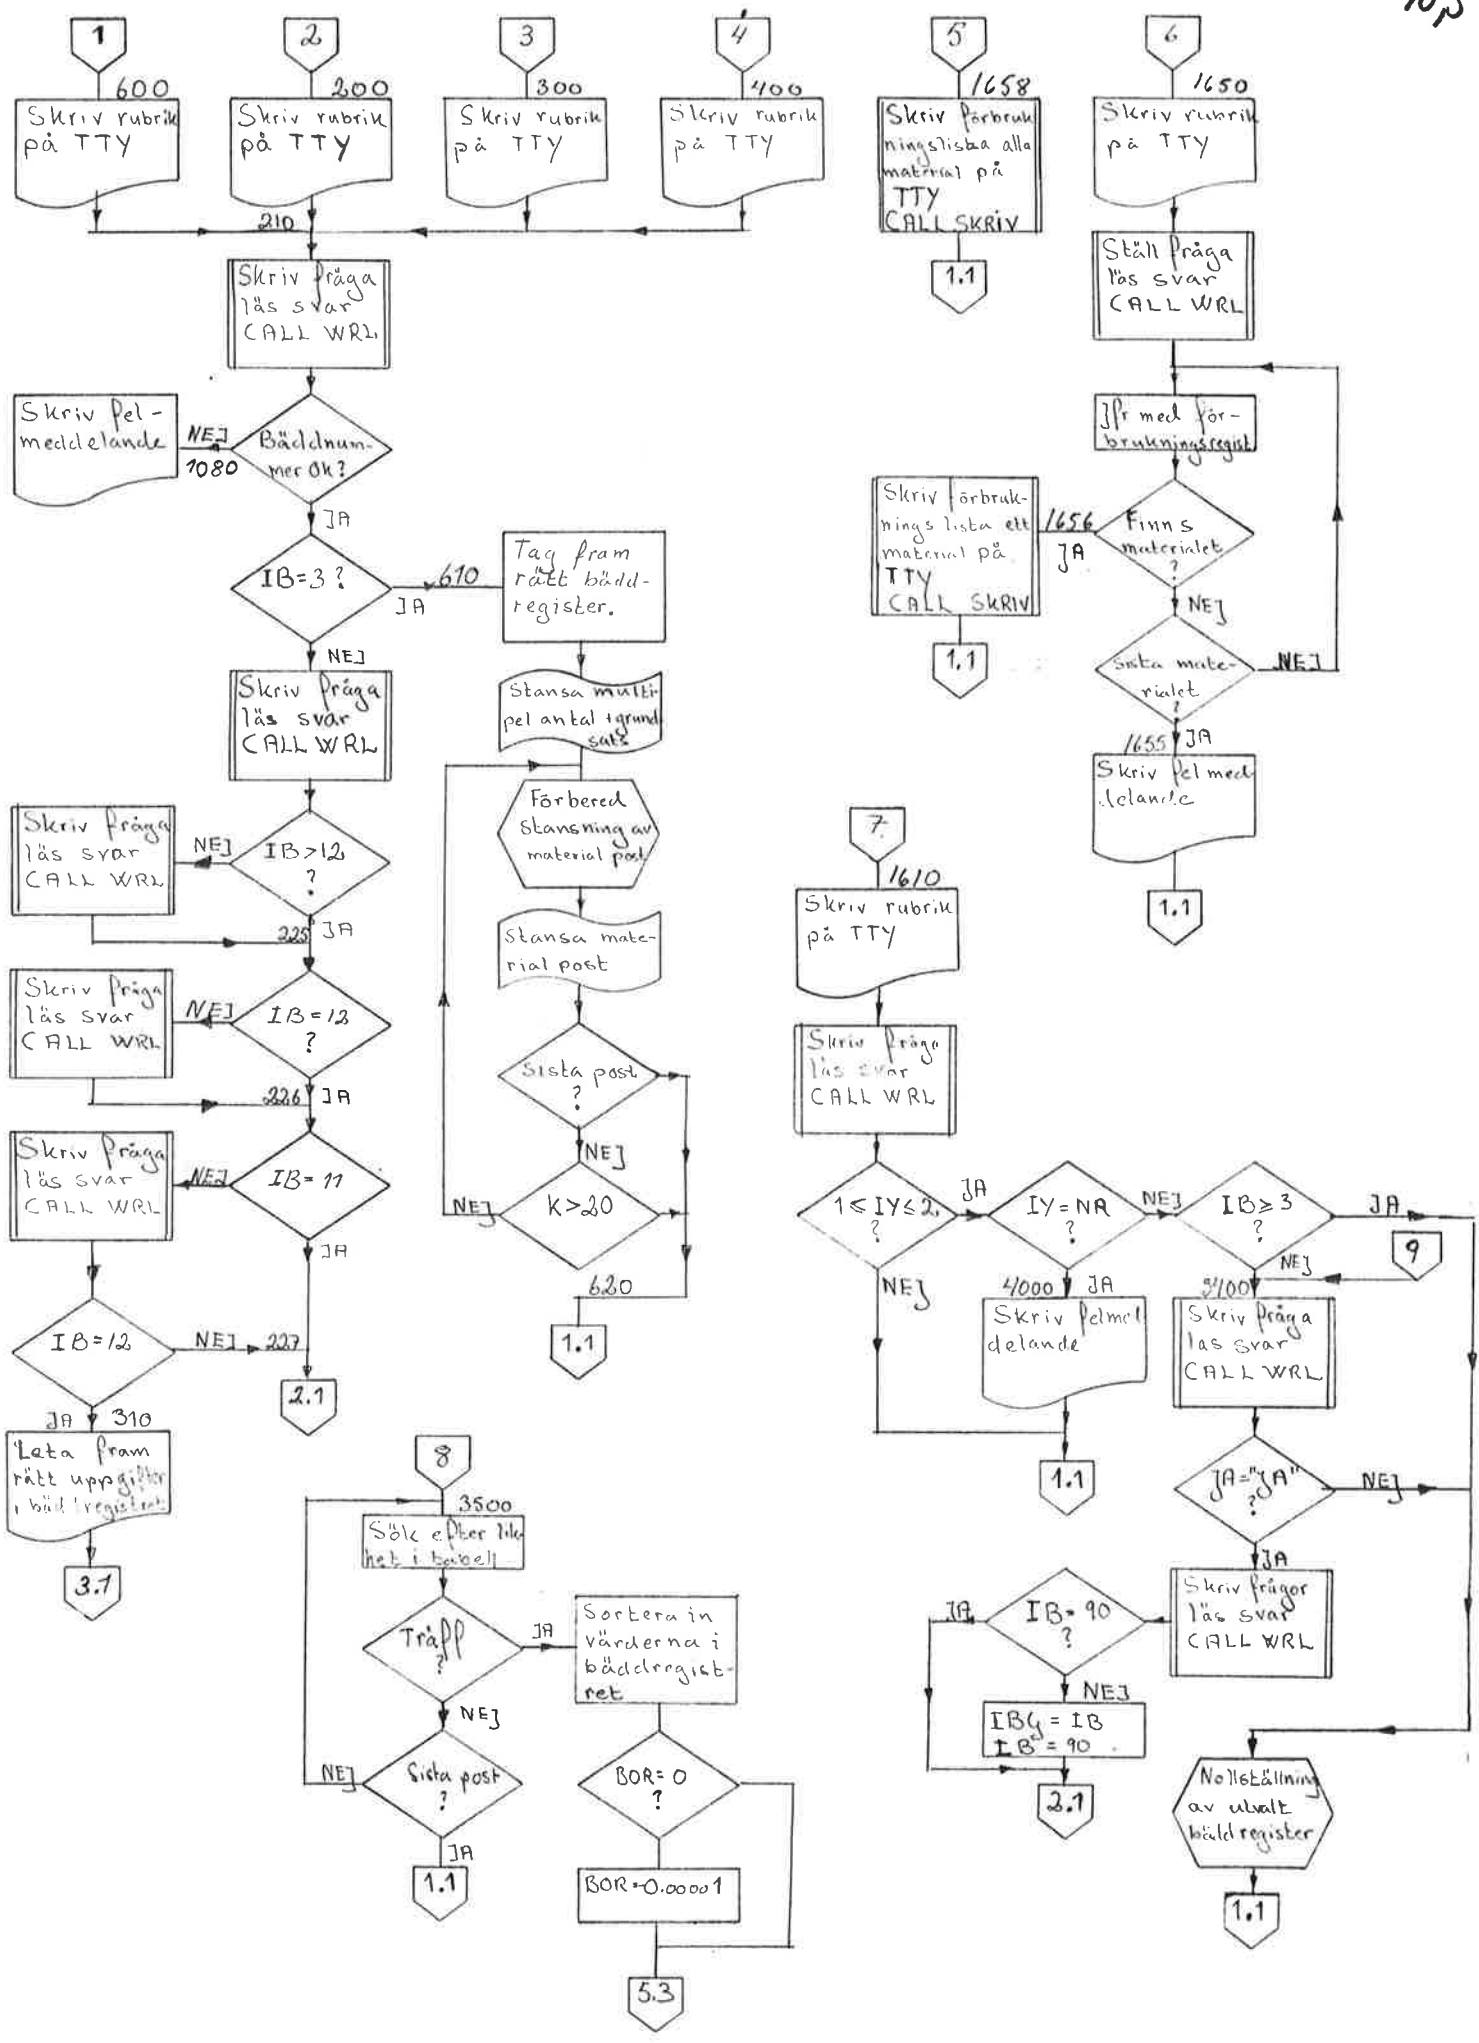 1
600
Skriv rubrik
på TTY
2
200
Skriv rubrik
på TTY
3
300
Skriv rubrik
på TTY
4
400
Skriv rubrik
på TTY
210
Skriv fråga
läs svar
CALL WRL
Bäddnum-
mer ok?
NEJ
1080
Skriv fel-
meddelande
JA
IB=3?
JA
610
Tag fram
rätt bädd-
register.
Stansa multi-
pel antal + grund
sats
Förbered
stansning av
material post
Stansa mate-
rial post
Sista post
?
NEJ
K>20
NEJ
620
1.1
NEJ
Skriv fråga
läs svar
CALL WRL
IB>12
?
NEJ
Skriv fråga
läs svar
CALL WRL
225
JA
IB=12
?
NEJ
Skriv fråga
läs svar
CALL WRL
226
JA
IB=11
NEJ
Skriv fråga
läs svar
CALL WRL
JA
IB=12
NEJ
227
2.1
JA
310
Leta fram
rätt uppgifter
i bäddregistret
3.1
5
1658
Skriv förbruk
ningslista alla
material på
TTY
CALL SKRIV
1.1
6
1650
Skriv rubrik
på TTY
Ställ fråga
läs svar
CALL WRL
Jfr med för-
brukningsregist
Finns
materialet
?
1656
JA
Skriv förbruk-
nings lista ett
material på
TTY
CALL SKRIV
1.1
NEJ
Sista mate-
rialet
?
NEJ
1655
JA
Skriv fel med
delande
1.1
7
1610
Skriv rubrik
på TTY
Skriv fråga
läs svar
CALL WRL
1≤IY≤2
?
JA
IY=NR
?
NEJ
IB≥3
?
JA
9
NEJ
NEJ
4000
JA
Skriv felmed
delande
1.1
Skriv fråga
läs svar
CALL WRL
JA="JA"
?
NEJ
JA
Skriv frågor
läs svar
CALL WRL
IB=90
?
JA
NEJ
IBY=IB
IB=90
2.1
Nollställning
av utvalt
bäddregister
1.1
8
3500
Sök efter lik-
het i tabell
Träff
?
JA
Sortera in
värderna i
bäddregist-
ret
NEJ
Sista post
?
NEJ
JA
1.1
BOR=0
?
BOR=0.00001
5.3